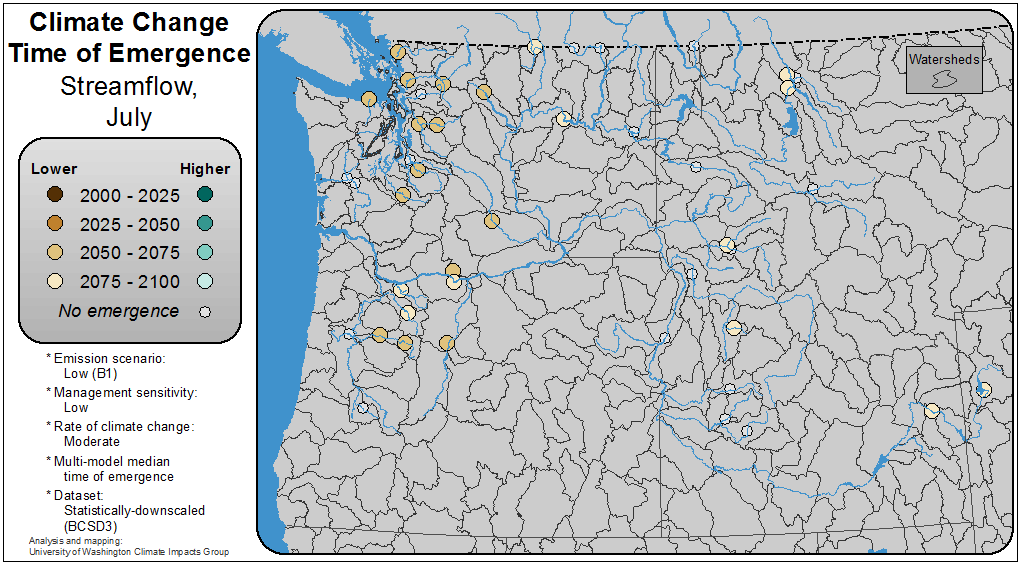 Climate Change
Time of Emergence
Streamflow,
July
Lower Higher
2000 - 2025
2025 - 2050
2050 - 2075
2075 - 2100
No emergence
* Emission scenario:
Low (B1)
* Management sensitivity:
Low
* Rate of climate change:
Moderate
* Multi-model median
time of emergence
* Dataset:
Statistically-downscaled
(BCSD3)
Analysis and mapping:
University of Washington Climate Impacts Group
Watersheds